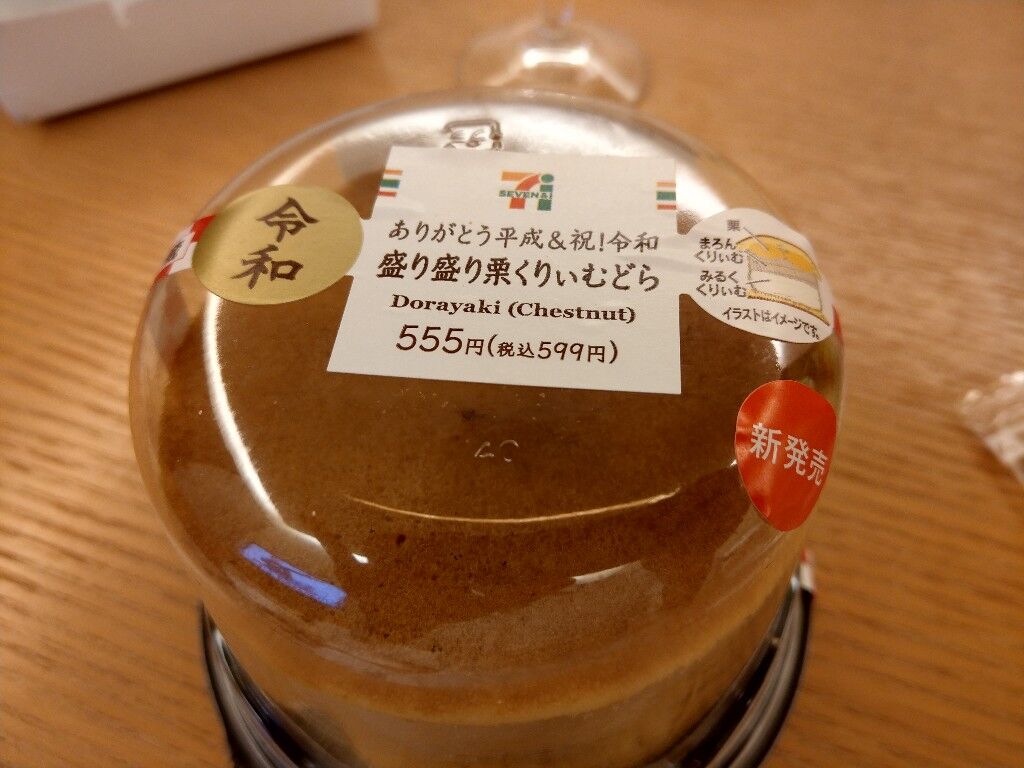 令和
SEVEN&i
ありがとう平成&祝!令和
盛り盛り栗くりぃむどら
Dorayaki (Chestnut)
555円(税込599円)
栗
まろん
くりぃむ
みるく
くりぃむ
イラストはイメージです。
新発売